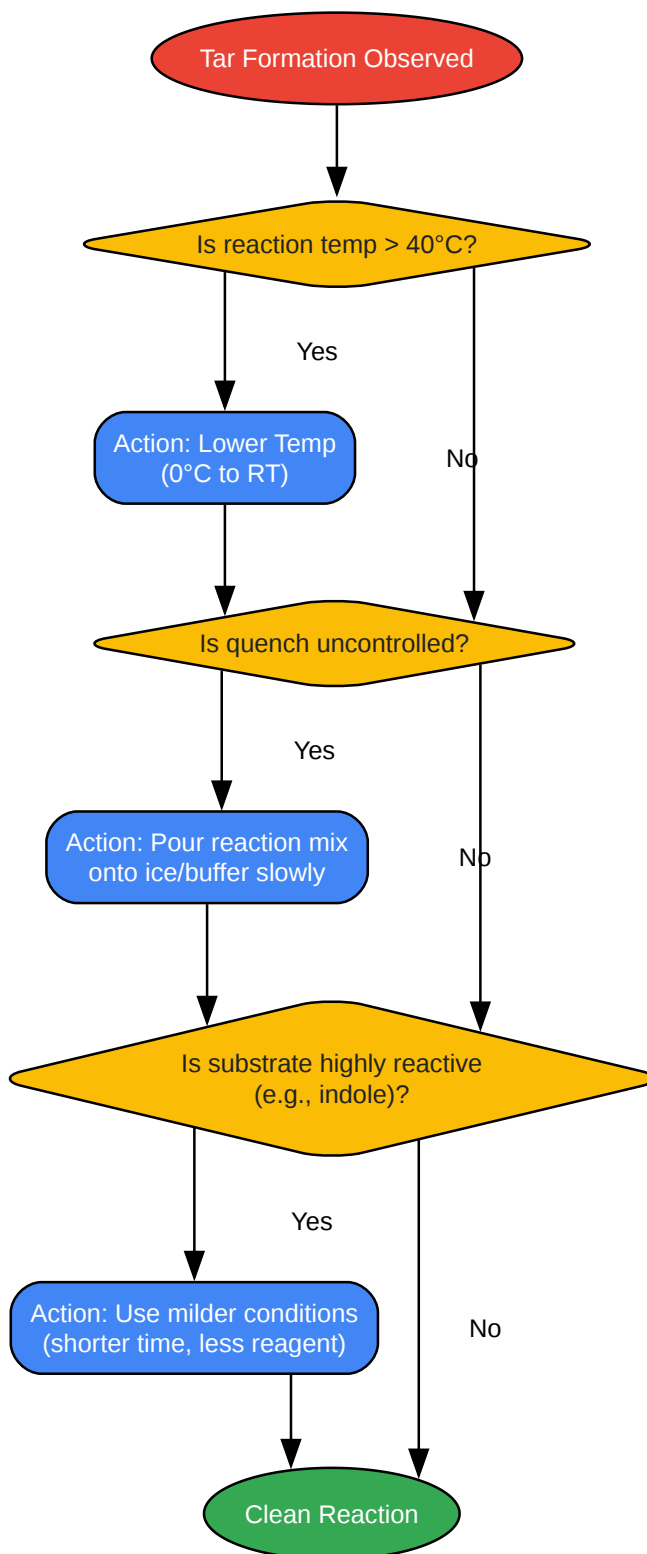 Tar Formation Observed
Is reaction temp > 40°C?
Yes
Action: Lower Temp
(0°C to RT)
No
Is quench uncontrolled?
Yes
Action: Pour reaction mix
onto ice/buffer slowly
No
Is substrate highly reactive
(e.g., indole)?
Yes
Action: Use milder conditions
(shorter time, less reagent)
No
Clean Reaction